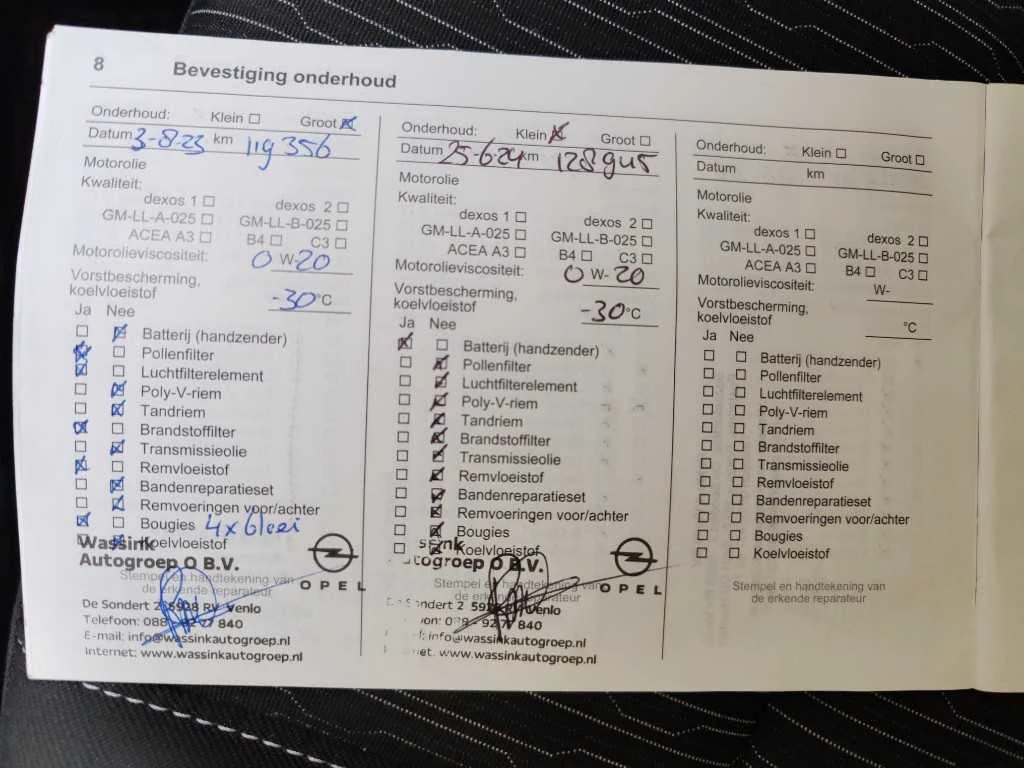 8 Bevestiging onderhoud
Onderhoud: Klein ☐ Groot ☒
Datum 3-8-23 km 119 356
Motorolie
Kwaliteit:
dexos 1 ☐ dexos 2 ☐
GM-LL-A-025 ☐ GM-LL-B-025 ☐
ACEA A3 ☐ B4 ☐ C3 ☐
Motorolieviscositeit: 0 W-20
Vorstbescherming,
koelvloeistof -30 °C
Ja Nee
☐ ☒ Batterij (handzender)
☒ ☐ Pollenfilter
☒ ☐ Luchtfilterelement
☐ ☒ Poly-V-riem
☐ ☒ Tandriem
☒ ☐ Brandstoffilter
☐ ☒ Transmissieolie
☒ ☐ Remvloeistof
☐ ☒ Bandenreparatieset
☐ ☒ Remvoeringen voor/achter
☒ ☐ Bougies 4x Gloei
☐ ☒ Koelvloeistof
Wassink
Autogroep O B.V.
OPEL
Stempel en handtekening van
de erkende reparateur
De Sondert 2 5928 RV Venlo
Telefoon: 088 - 92 77 840
E-mail: info@wassinkautogroep.nl
Internet: www.wassinkautogroep.nl
Onderhoud: Klein ☒ Groot ☐
Datum 25-6-24 km 128945
Motorolie
Kwaliteit:
dexos 1 ☐ dexos 2 ☐
GM-LL-A-025 ☐ GM-LL-B-025 ☐
ACEA A3 ☐ B4 ☐ C3 ☐
Motorolieviscositeit: 0 W-20
Vorstbescherming,
koelvloeistof -30 °C
Ja Nee
☒ ☐ Batterij (handzender)
☐ ☒ Pollenfilter
☐ ☒ Luchtfilterelement
☐ ☒ Poly-V-riem
☐ ☒ Tandriem
☐ ☒ Brandstoffilter
☐ ☒ Transmissieolie
☐ ☒ Remvloeistof
☐ ☒ Bandenreparatieset
☐ ☒ Remvoeringen voor/achter
☐ ☒ Bougies
☐ ☒ Koelvloeistof
ssink
utogroep O B.V.
OPEL
Stempel en handtekening van
de erkende reparateur
Sondert 2 Venlo
840
info@wassinkautogroep.nl
www.wassinkautogroep.nl
Onderhoud: Klein ☐ Groot ☐
Datum km
Motorolie
Kwaliteit:
dexos 1 ☐ dexos 2 ☐
GM-LL-A-025 ☐ GM-LL-B-025 ☐
ACEA A3 ☐ B4 ☐ C3 ☐
Motorolieviscositeit: W-
Vorstbescherming,
koelvloeistof °C
Ja Nee
☐ ☐ Batterij (handzender)
☐ ☐ Pollenfilter
☐ ☐ Luchtfilterelement
☐ ☐ Poly-V-riem
☐ ☐ Tandriem
☐ ☐ Brandstoffilter
☐ ☐ Transmissieolie
☐ ☐ Remvloeistof
☐ ☐ Bandenreparatieset
☐ ☐ Remvoeringen voor/achter
☐ ☐ Bougies
☐ ☐ Koelvloeistof
Stempel en handtekening van
de erkende reparateur